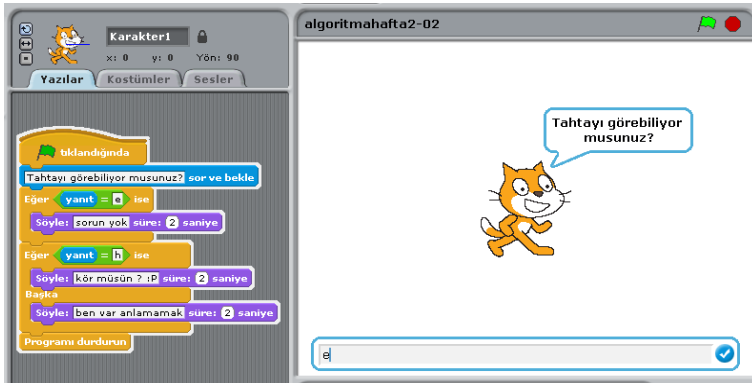 Karakter1
x: 0 y: 0 Yön: 90
Yazılar Kostümler Sesler
tıklandığında
Tahtayı görebiliyor musunuz? sor ve bekle
Eğer yanıt = e ise
Söyle: sorun yok süre: 2 saniye
Eğer yanıt = h ise
Söyle: kör müsün ? :P süre: 2 saniye
Başka
Söyle: ben var anlamamak süre: 2 saniye
Programı durdurun
algoritmahafta2-02
Tahtayı görebiliyor
musunuz?
e